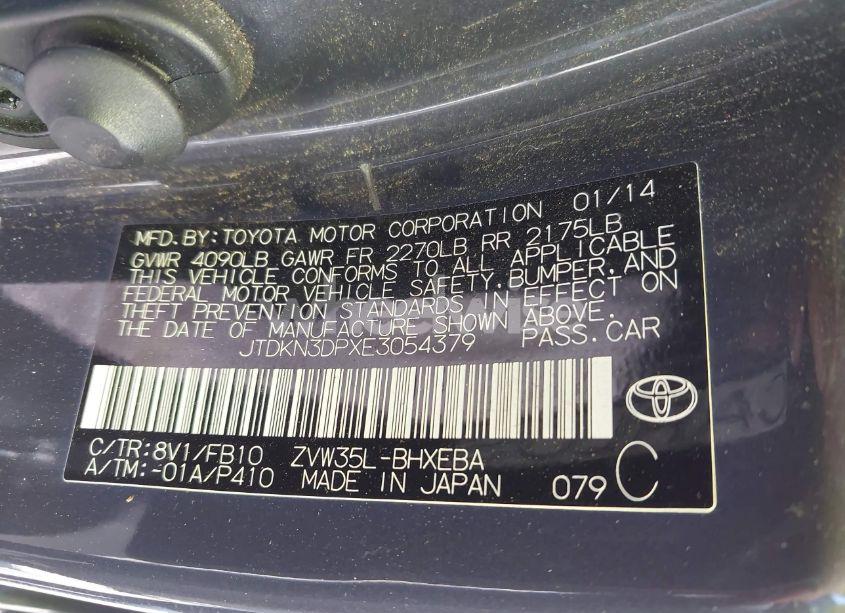 01/14
MFD.BY:TOYOTA MOTOR CORPORATION
GVWR 4090LB GAWR FR 2270LB RR 2175LB
THIS VEHICLE CONFORMS TO ALL APPLICABLE
FEDERAL MOTOR VEHICLE SAFETY,BUMPER,AND
THEFT PREVENTION STANDARDS IN EFFECT ON
THE DATE OF MANUFACTURE SHOWN ABOVE.
JTDKN3DPXE3054379 PASS.CAR
C/TR:8V1/FB10 ZVW35L-BHXEBA
A/TM:-01A/P410 MADE IN JAPAN 079 C